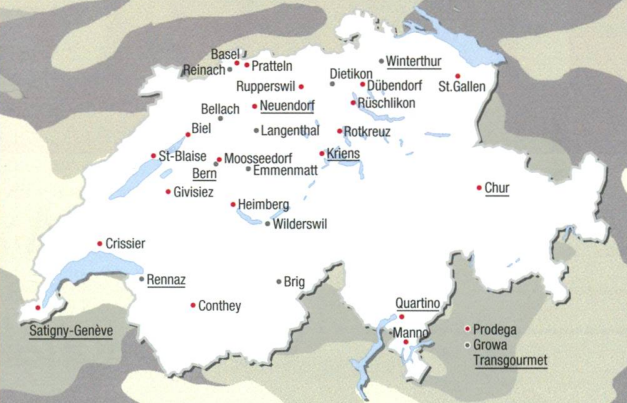 Basel
Reinach
Pratteln
Winterthur
Dietikon
Rupperswil
Dübendorf
St.Gallen
Neuendorf
Rüschlikon
Bellach
Biel
Langenthal
Rotkreuz
St-Blaise
Moosseedorf
Kriens
Bern
Emmenmatt
Givisiez
Chur
Heimberg
Wilderswil
Crissier
Rennaz
Brig
Conthey
Quartino
Satigny-Genève
Manno
Prodega
Growa
Transgourmet